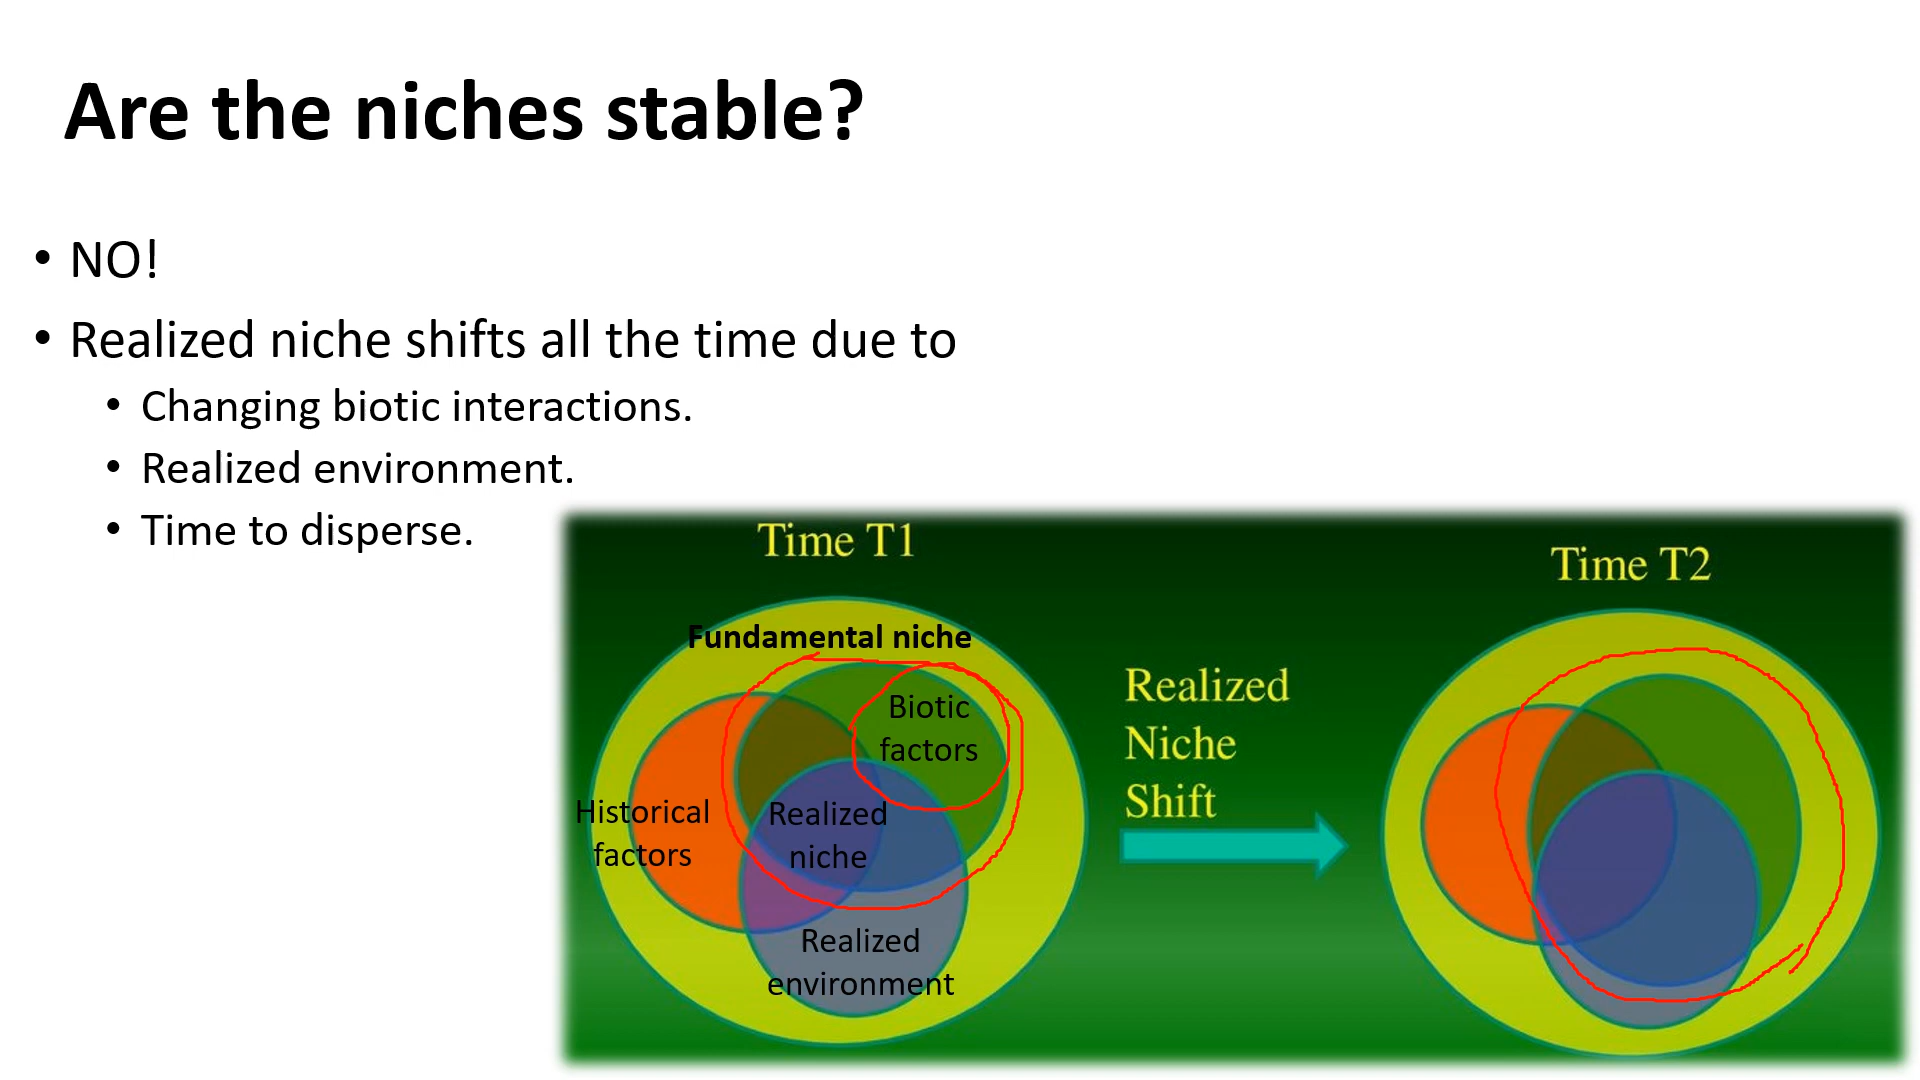 Are the niches stable?
• NO!
• Realized niche shifts all the time due to
• Changing biotic interactions.
• Realized environment.
• Time to disperse.
Time T1
Fundamental niche
Biotic
factors
Historical
factors
Realized
niche
Realized
environment
Realized
Niche
Shift
Time T2